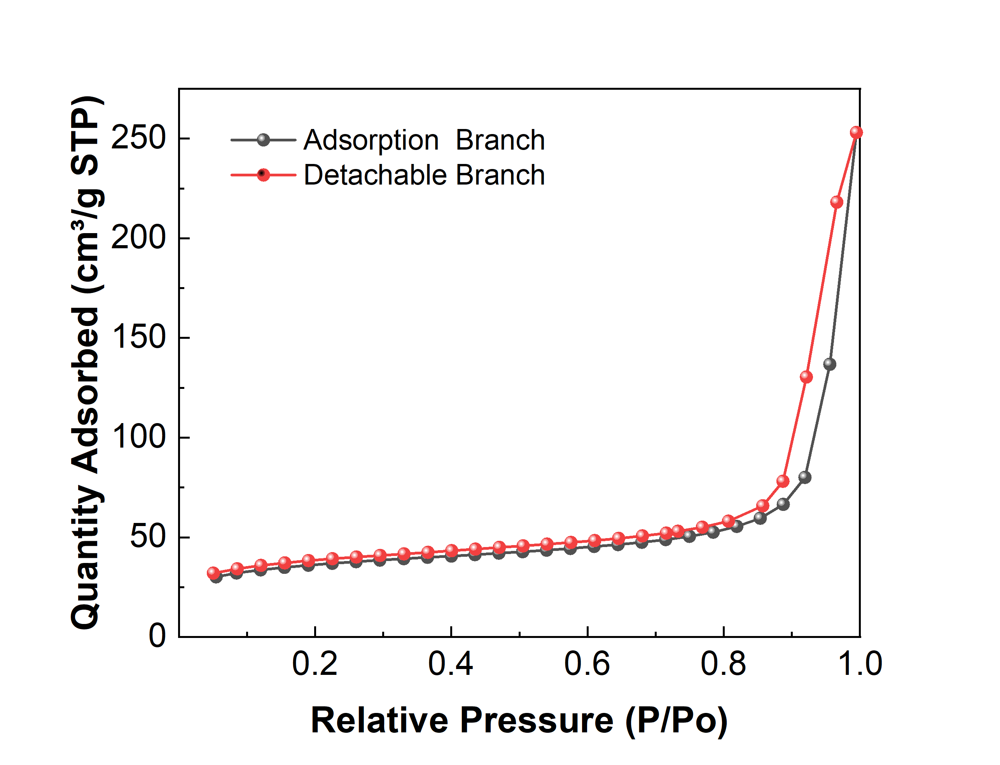 Quantity Adsorbed (cm³/g STP)
250
200
150
100
50
0
Adsorption Branch
Detachable Branch
0.2 0.4 0.6 0.8 1.0
Relative Pressure (P/Po)